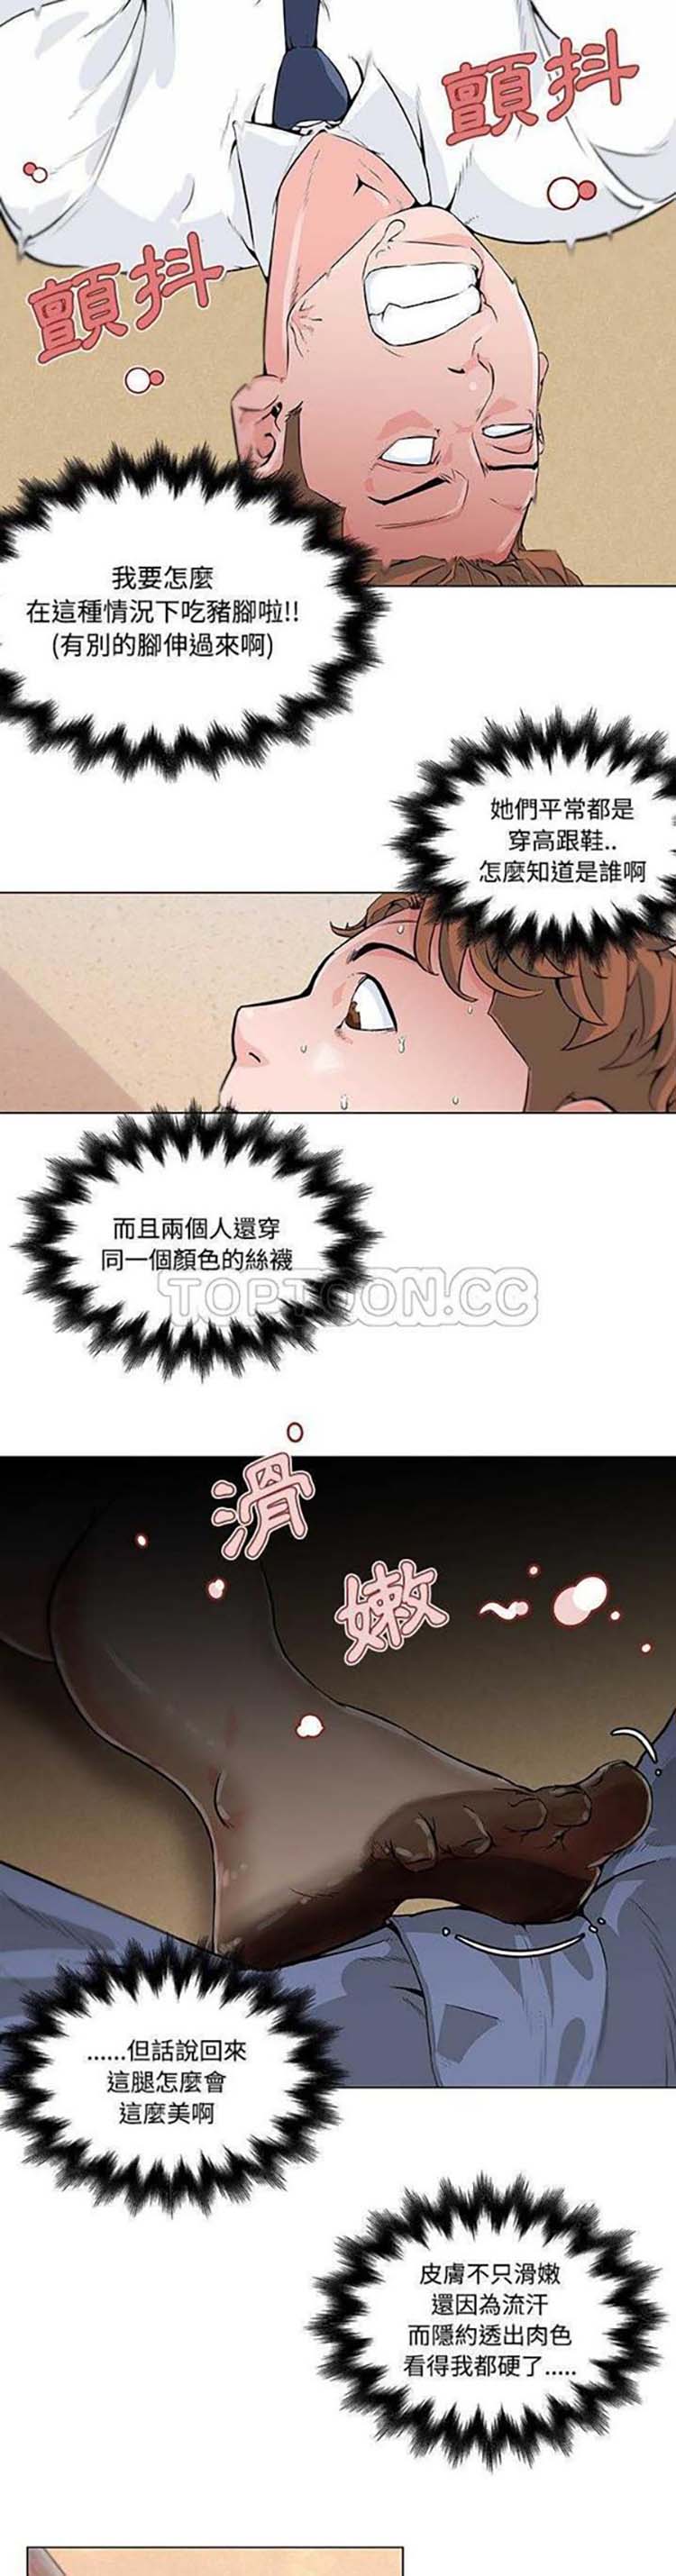 顫抖
顫抖
我要怎麼
在這種情況下吃豬腳啦!!
(有別的腳伸過來啊)
她們平常都是
穿高跟鞋..
怎麼知道是誰啊
而且兩個人還穿
同一個顏色的絲襪
TOPTOON.CC
滑
嫩
......但話說回來
這腿怎麼會
這麼美啊
皮膚不只滑嫩
還因為流汗
而隱約透出肉色
看得我都硬了.....